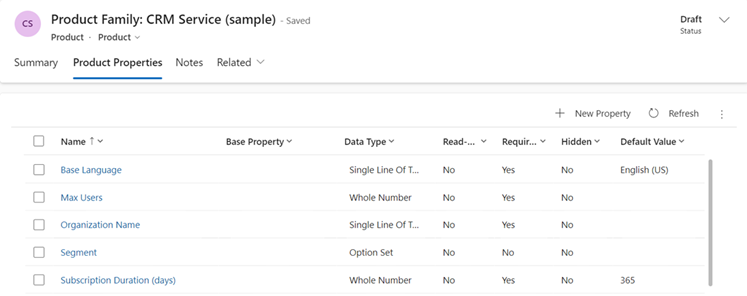 CS
Product Family: CRM Service (sample) - Saved
Product · Product
Draft
Status
Summary Product Properties Notes Related
New Property Refresh
Name Base Property Data Type Read-... Requir... Hidden Default Value
Base Language Single Line Of T... No Yes No English (US)
Max Users Whole Number No Yes No
Organization Name Single Line Of T... No Yes No
Segment Option Set No No No
Subscription Duration (days) Whole Number No Yes No 365